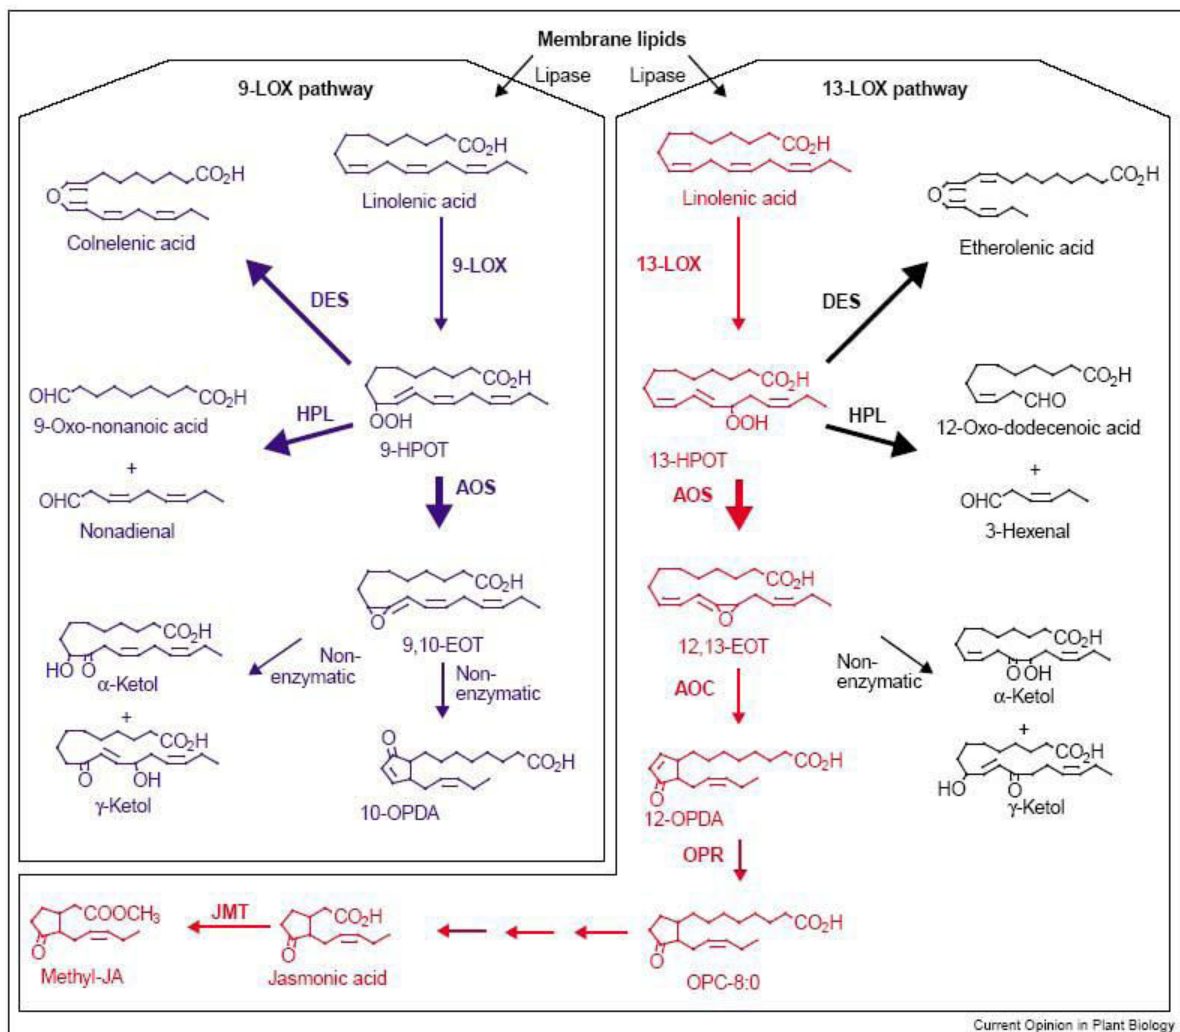 Membrane lipids
Lipase
Lipase
9-LOX pathway
CO₂H
Linolenic acid
CO₂H
O
Colnelenic acid
9-LOX
DES
OHC
CO₂H
9-Oxo-nonanoic acid
HPL
CO₂H
OOH
9-HPOT
+
OHC
Nonadienal
AOS
CO₂H
O
9,10-EOT
Non-
enzymatic
Non-
enzymatic
CO₂H
HO
O
α-Ketol
+
CO₂H
O
OH
γ-Ketol
O
CO₂H
10-OPDA
13-LOX pathway
CO₂H
Linolenic acid
CO₂H
O
Etherolenic acid
13-LOX
DES
CO₂H
OOH
13-HPOT
HPL
CO₂H
CHO
12-Oxo-dodecenoic acid
+
OHC
3-Hexenal
AOS
CO₂H
O
12,13-EOT
Non-
enzymatic
CO₂H
O
OH
α-Ketol
+
CO₂H
HO
O
γ-Ketol
AOC
CO₂H
O
12-OPDA
OPR
CO₂H
O
OPC-8:0
CO₂H
O
Jasmonic acid
JMT
COOCH₃
O
Methyl-JA
Current Opinion in Plant Biology